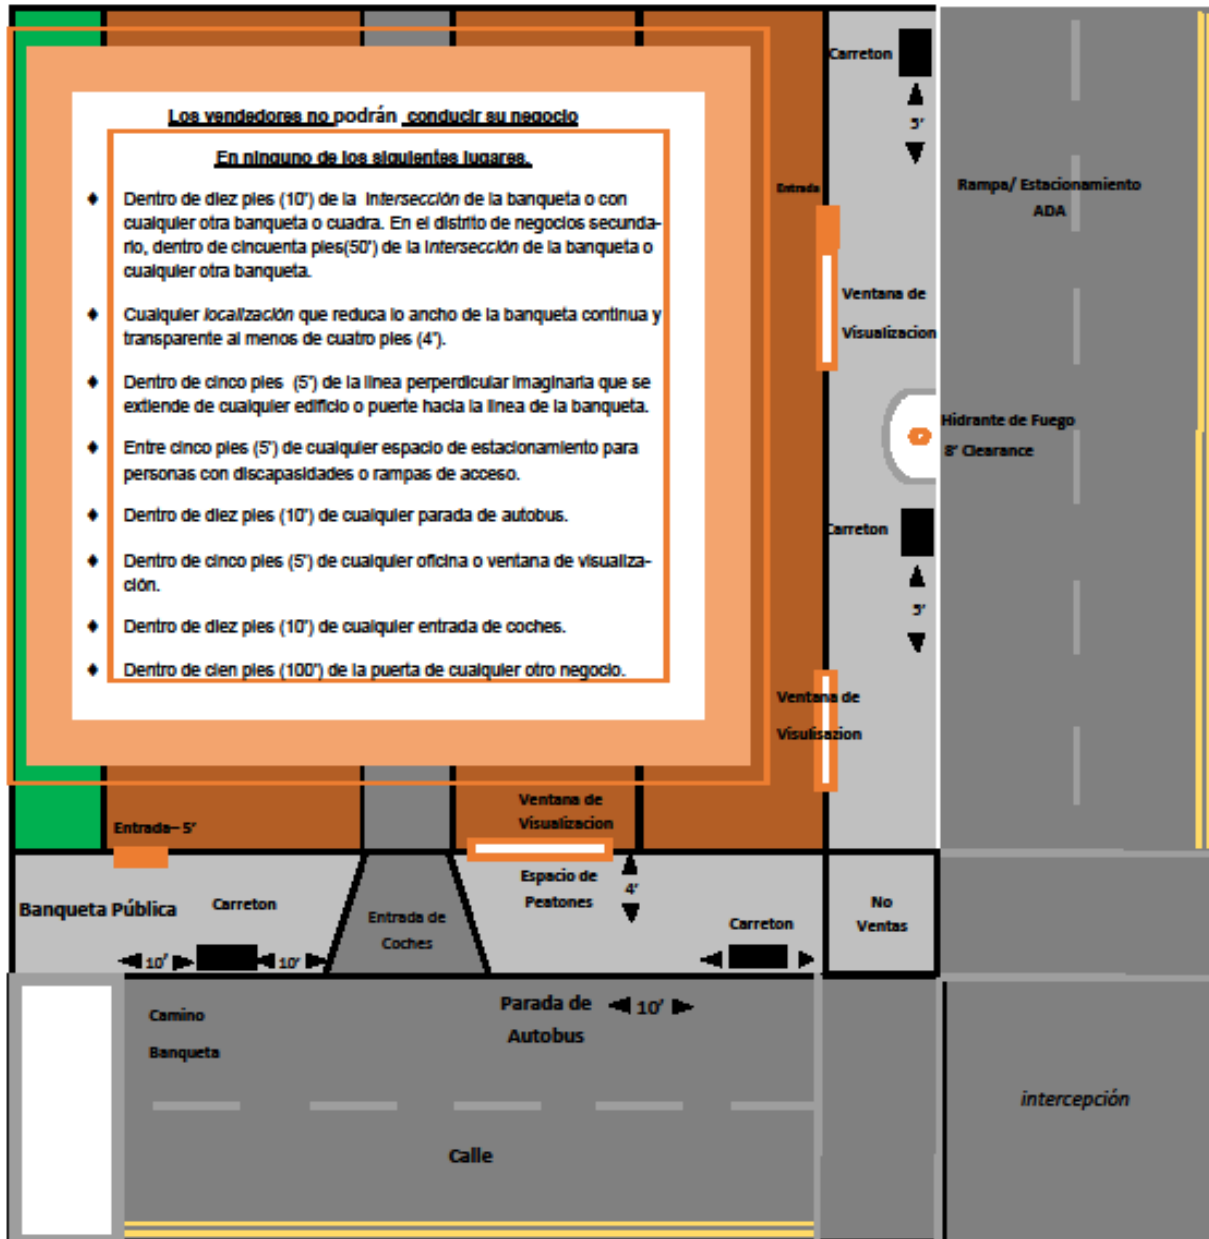 Los vendedores no podrán conducir su negocio
En ninguno de los siguientes lugares.
♦ Dentro de diez pies (10') de la intersección de la banqueta o con
cualquier otra banqueta o cuadra. En el distrito de negocios secunda-
rio, dentro de cincuenta pies(50') de la intersección de la banqueta o
cualquier otra banqueta.
♦ Cualquier localización que reduca lo ancho de la banqueta continua y
transparente al menos de cuatro pies (4').
♦ Dentro de cinco pies (5') de la linea perperdicular imaginaria que se
extiende de cualquier edificio o puerte hacia la linea de la banqueta.
♦ Entre cinco pies (5') de cualquier espacio de estacionamiento para
personas con discapasidades o rampas de acceso.
♦ Dentro de diez pies (10') de cualquier parada de autobus.
♦ Dentro de cinco pies (5') de cualquier oficina o ventana de visualiza-
ción.
♦ Dentro de diez pies (10') de cualquier entrada de coches.
♦ Dentro de cien pies (100') de la puerta de cualquier otro negocio.
Carreton
5'
Entrada
Rampa/ Estacionamiento
ADA
Ventana de
Visualizacion
Hidrante de Fuego
8' Clearance
Carreton
5'
Ventana de
Visulisazion
Entrada– 5'
Ventana de
Visualizacion
Banqueta Pública
Carreton
10'
10'
Entrada de
Coches
Espacio de
Peatones
4'
Carreton
No
Ventas
Camino
Banqueta
Parada de
Autobus
10'
Calle
intercepción